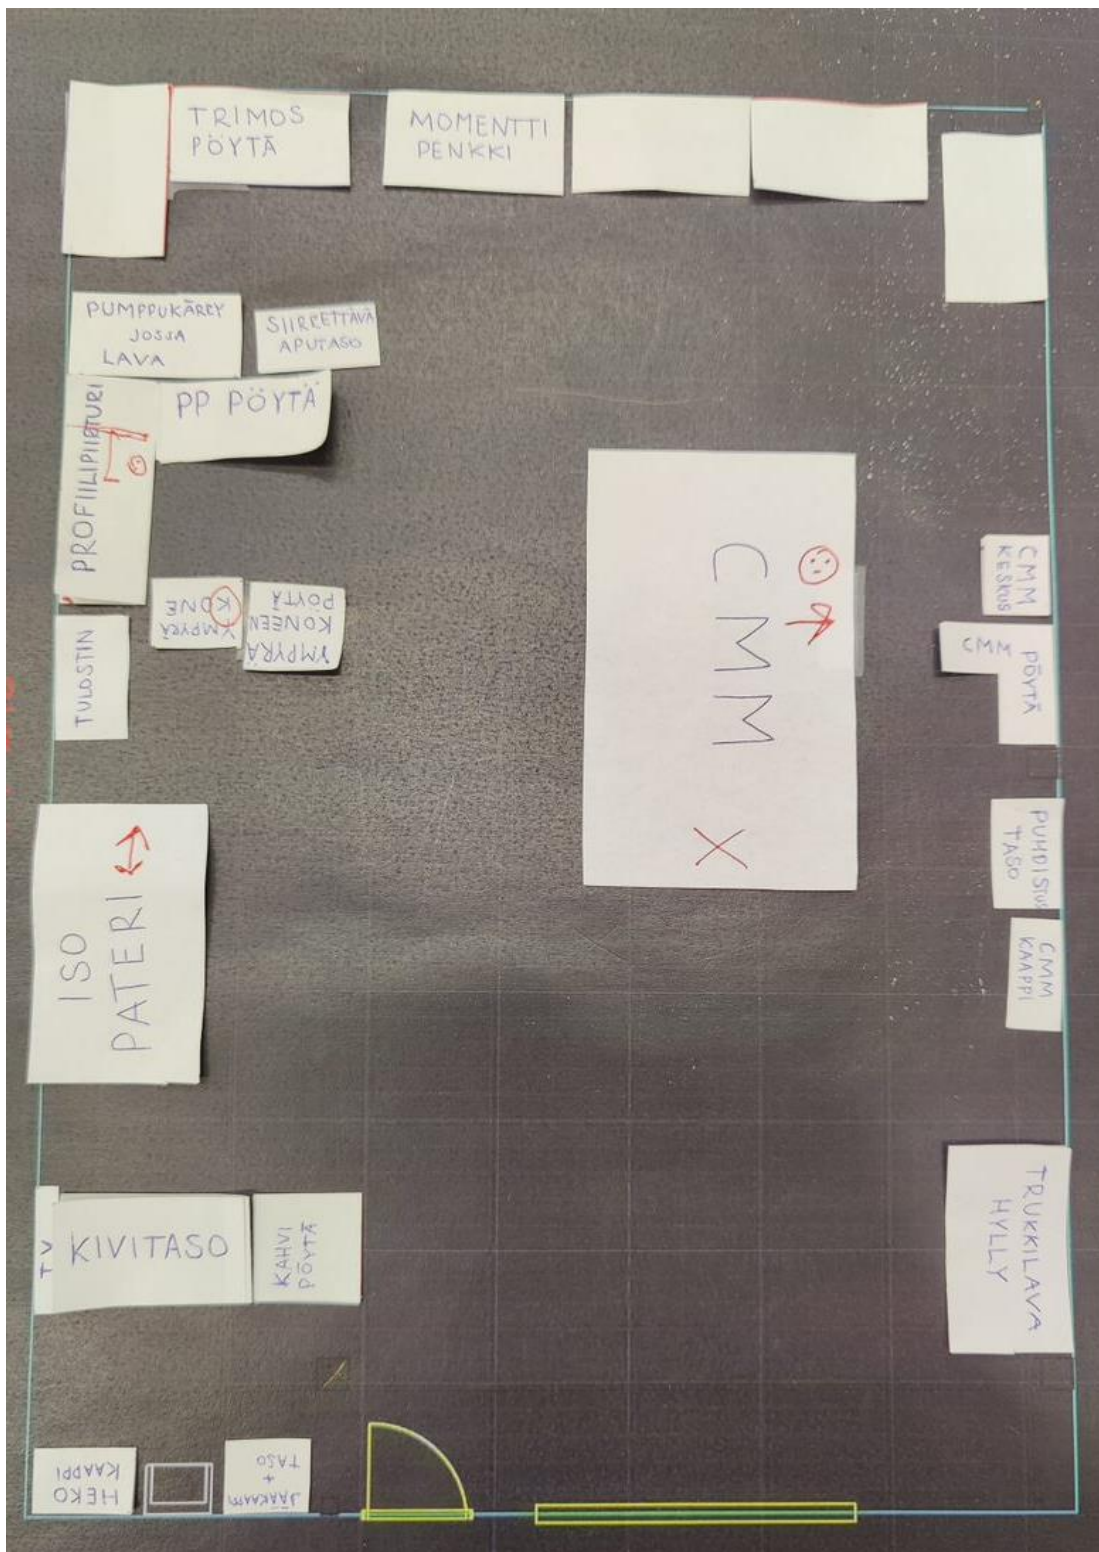 TRIMOS
PÖYTÄ
MOMENTTI
PENKKI
PUMPPUKÄRRY
JOSSA
LAVA
SIIRRETTÄVÄ
APUTASO
PROFIILIPIIRTURI
PP PÖYTÄ
YMPYRÄ
KONE
YMPYRÄ
KONEEN
PÖYTÄ
TULOSTIN
CMM
X
CMM
KESKUS
CMM PÖYTÄ
PUHDISTUS
TASO
CMM
KAAPPI
ISO
PATERI
TV
KIVITASO
KAHVI
PÖYTÄ
TRUKKILAVA
HYLLY
HEKO
KAAPPI
JÄÄKAAPPI
+
TASO